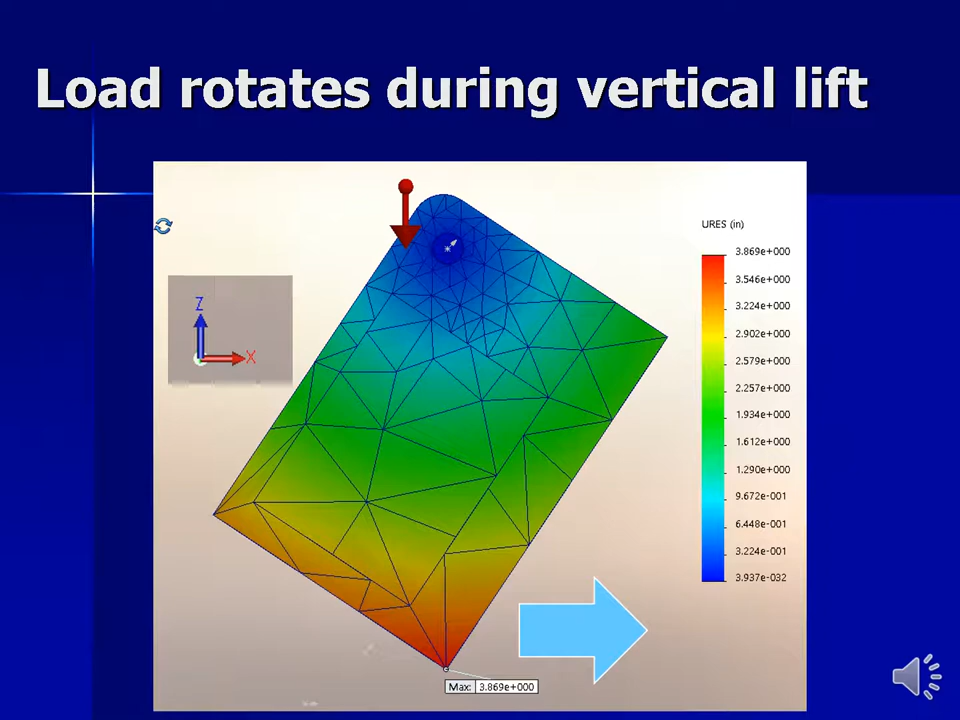 Load rotates during vertical lift
URES (in)
3.869e+000
3.546e+000
3.224e+000
2.902e+000
2.579e+000
2.257e+000
1.934e+000
1.612e+000
1.290e+000
9.672e-001
6.448e-001
3.224e-001
3.937e-032
Z
X
Max: 3.869e+000